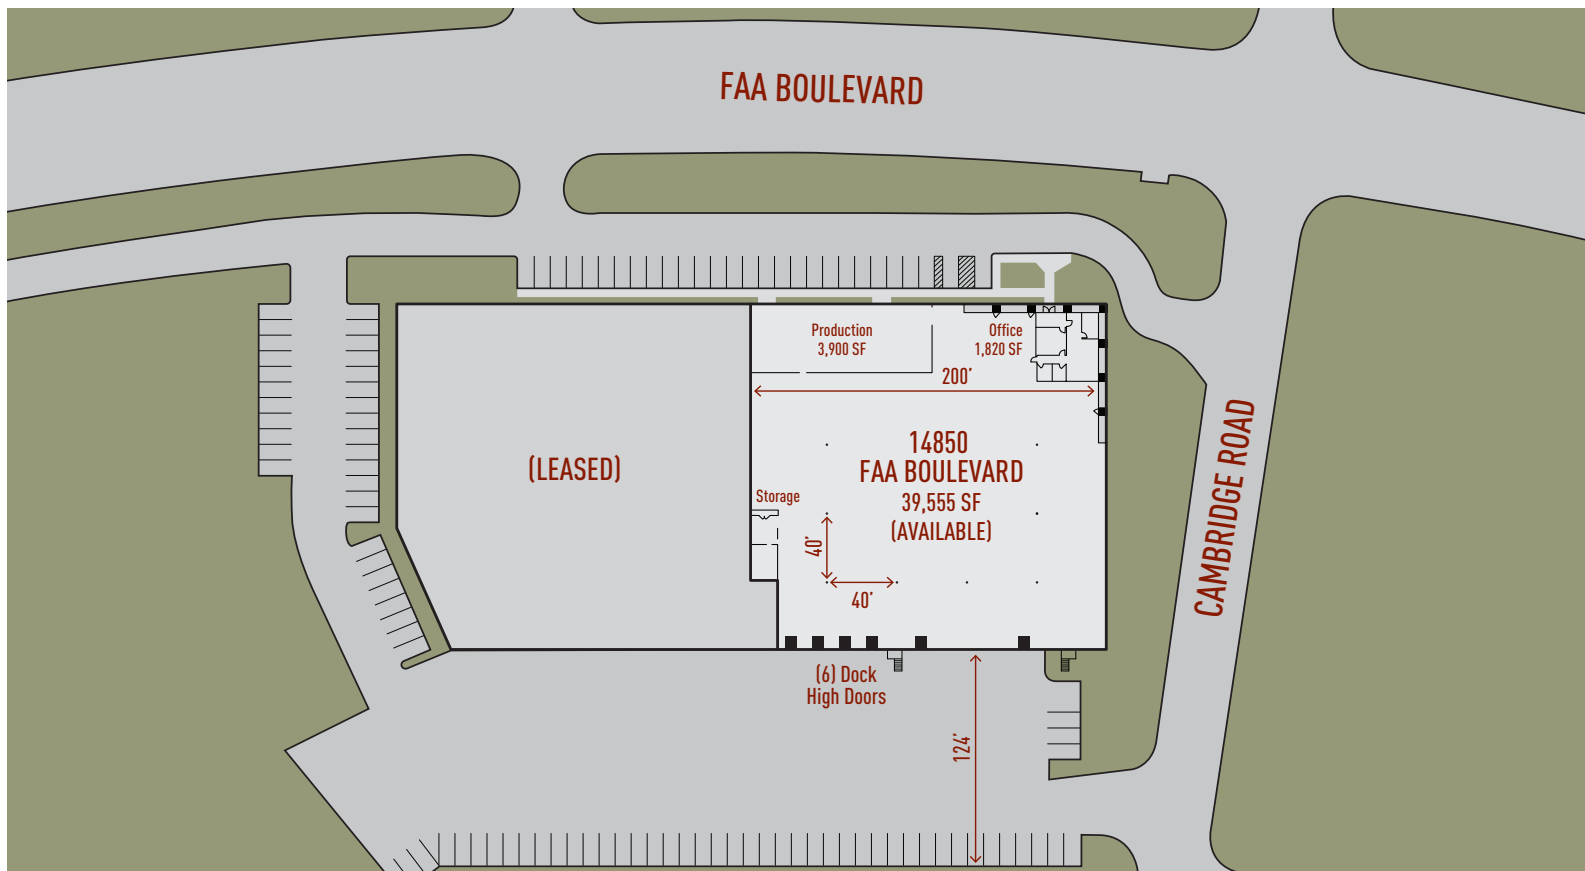 FAA BOULEVARD
Production
3,900 SF
Office
1,820 SF
200'
14850
FAA BOULEVARD
39,555 SF
(AVAILABLE)
(LEASED)
Storage
40'
40'
CAMBRIDGE ROAD
(6) Dock
High Doors
124'